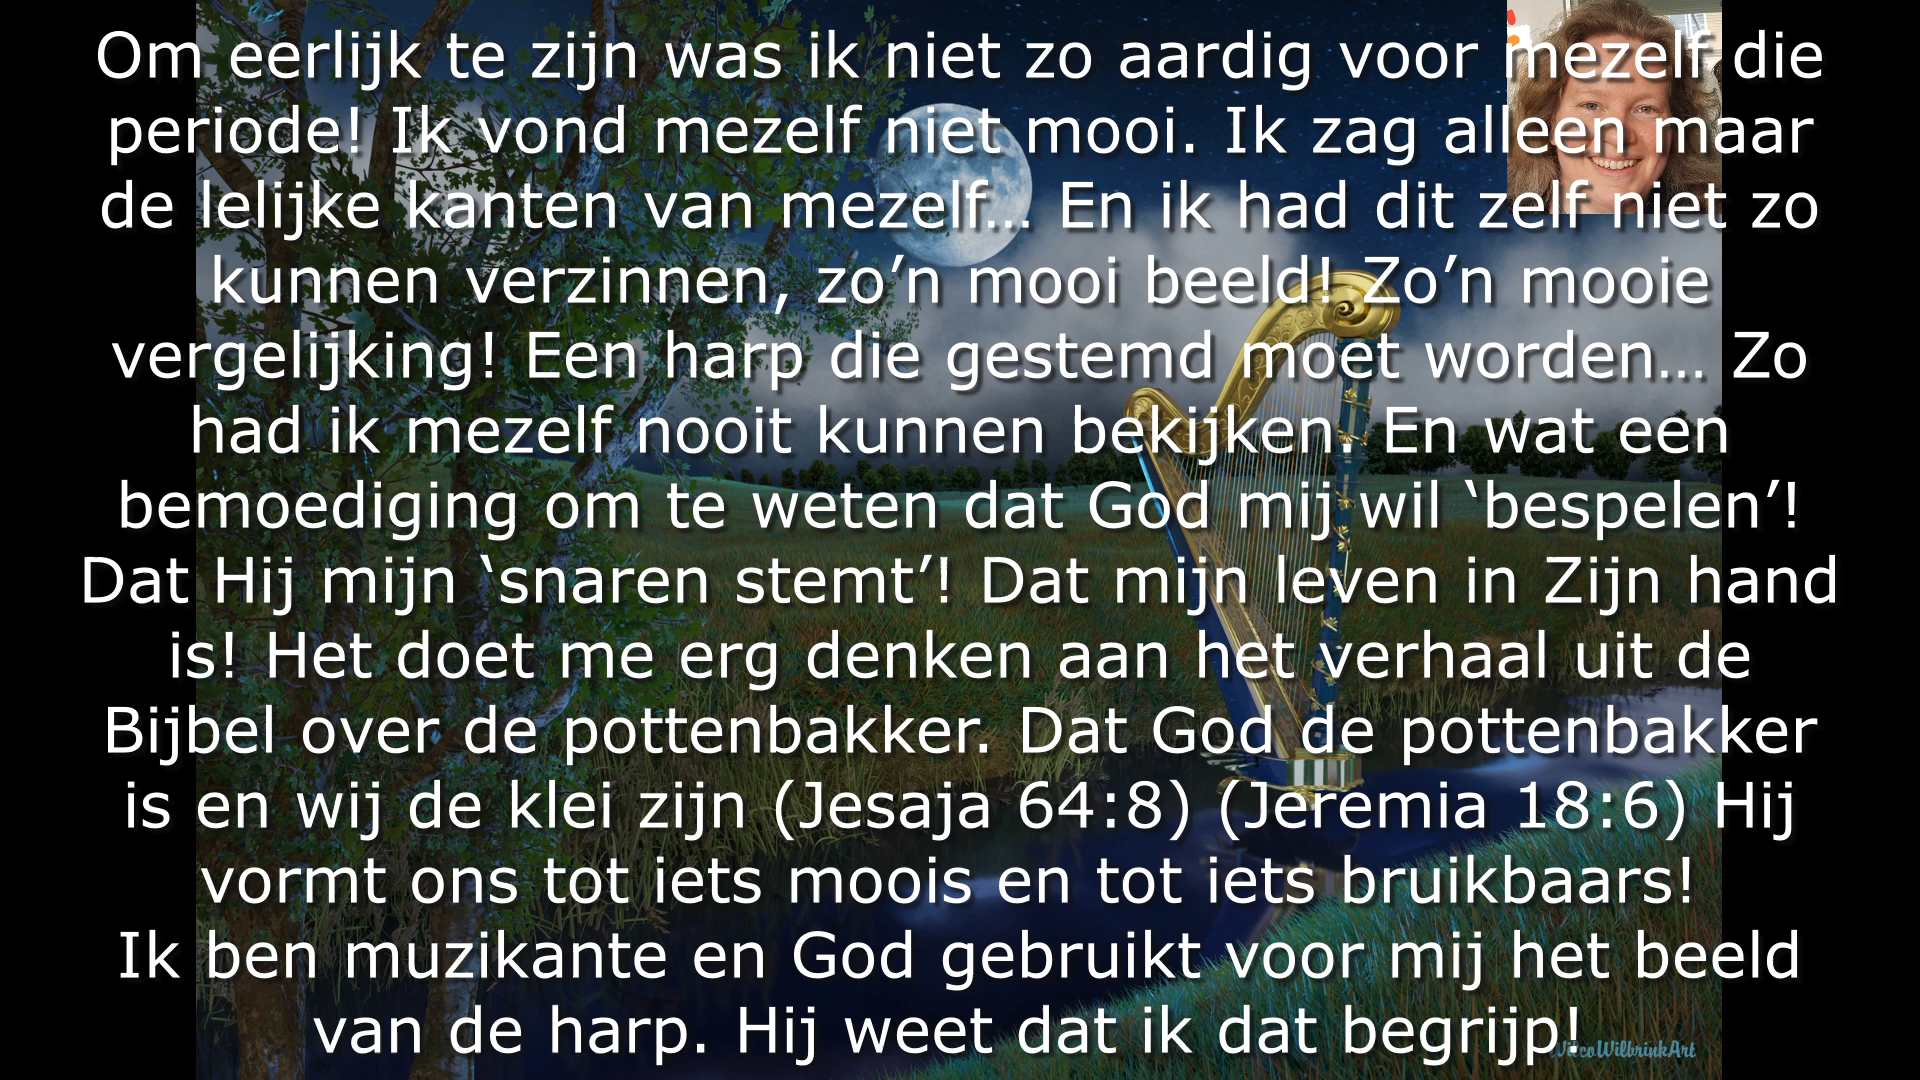 Om eerlijk te zijn was ik niet zo aardig voor mezelf die
periode! Ik vond mezelf niet mooi. Ik zag alleen maar
de lelijke kanten van mezelf… En ik had dit zelf niet zo
kunnen verzinnen, zo’n mooi beeld! Zo’n mooie
vergelijking! Een harp die gestemd moet worden… Zo
had ik mezelf nooit kunnen bekijken. En wat een
bemoediging om te weten dat God mij wil ‘bespelen’!
Dat Hij mijn ‘snaren stemt’! Dat mijn leven in Zijn hand
is! Het doet me erg denken aan het verhaal uit de
Bijbel over de pottenbakker. Dat God de pottenbakker
is en wij de klei zijn (Jesaja 64:8) (Jeremia 18:6) Hij
vormt ons tot iets moois en tot iets bruikbaars!
Ik ben muzikante en God gebruikt voor mij het beeld
van de harp. Hij weet dat ik dat begrijp!
WilcoWilbrinkArt